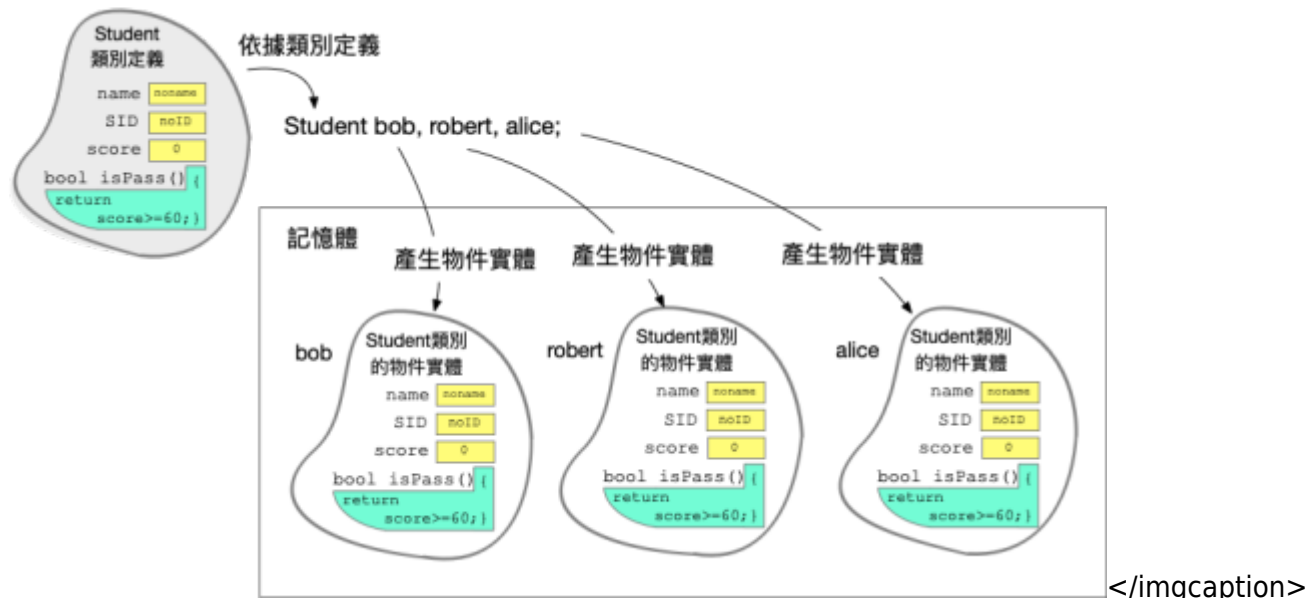 Student
類別定義
name noname
SID noID
score 0
bool isPass() {
return
score>=60;}
依據類別定義
Student bob, robert, alice;
記憶體
產生物件實體
產生物件實體
產生物件實體
bob
Student類別
的物件實體
name noname
SID noID
score 0
bool isPass() {
return
score>=60;}
robert
Student類別
的物件實體
name noname
SID noID
score 0
bool isPass() {
return
score>=60;}
alice
Student類別
的物件實體
name noname
SID noID
score 0
bool isPass() {
return
score>=60;}
</imgcaption>